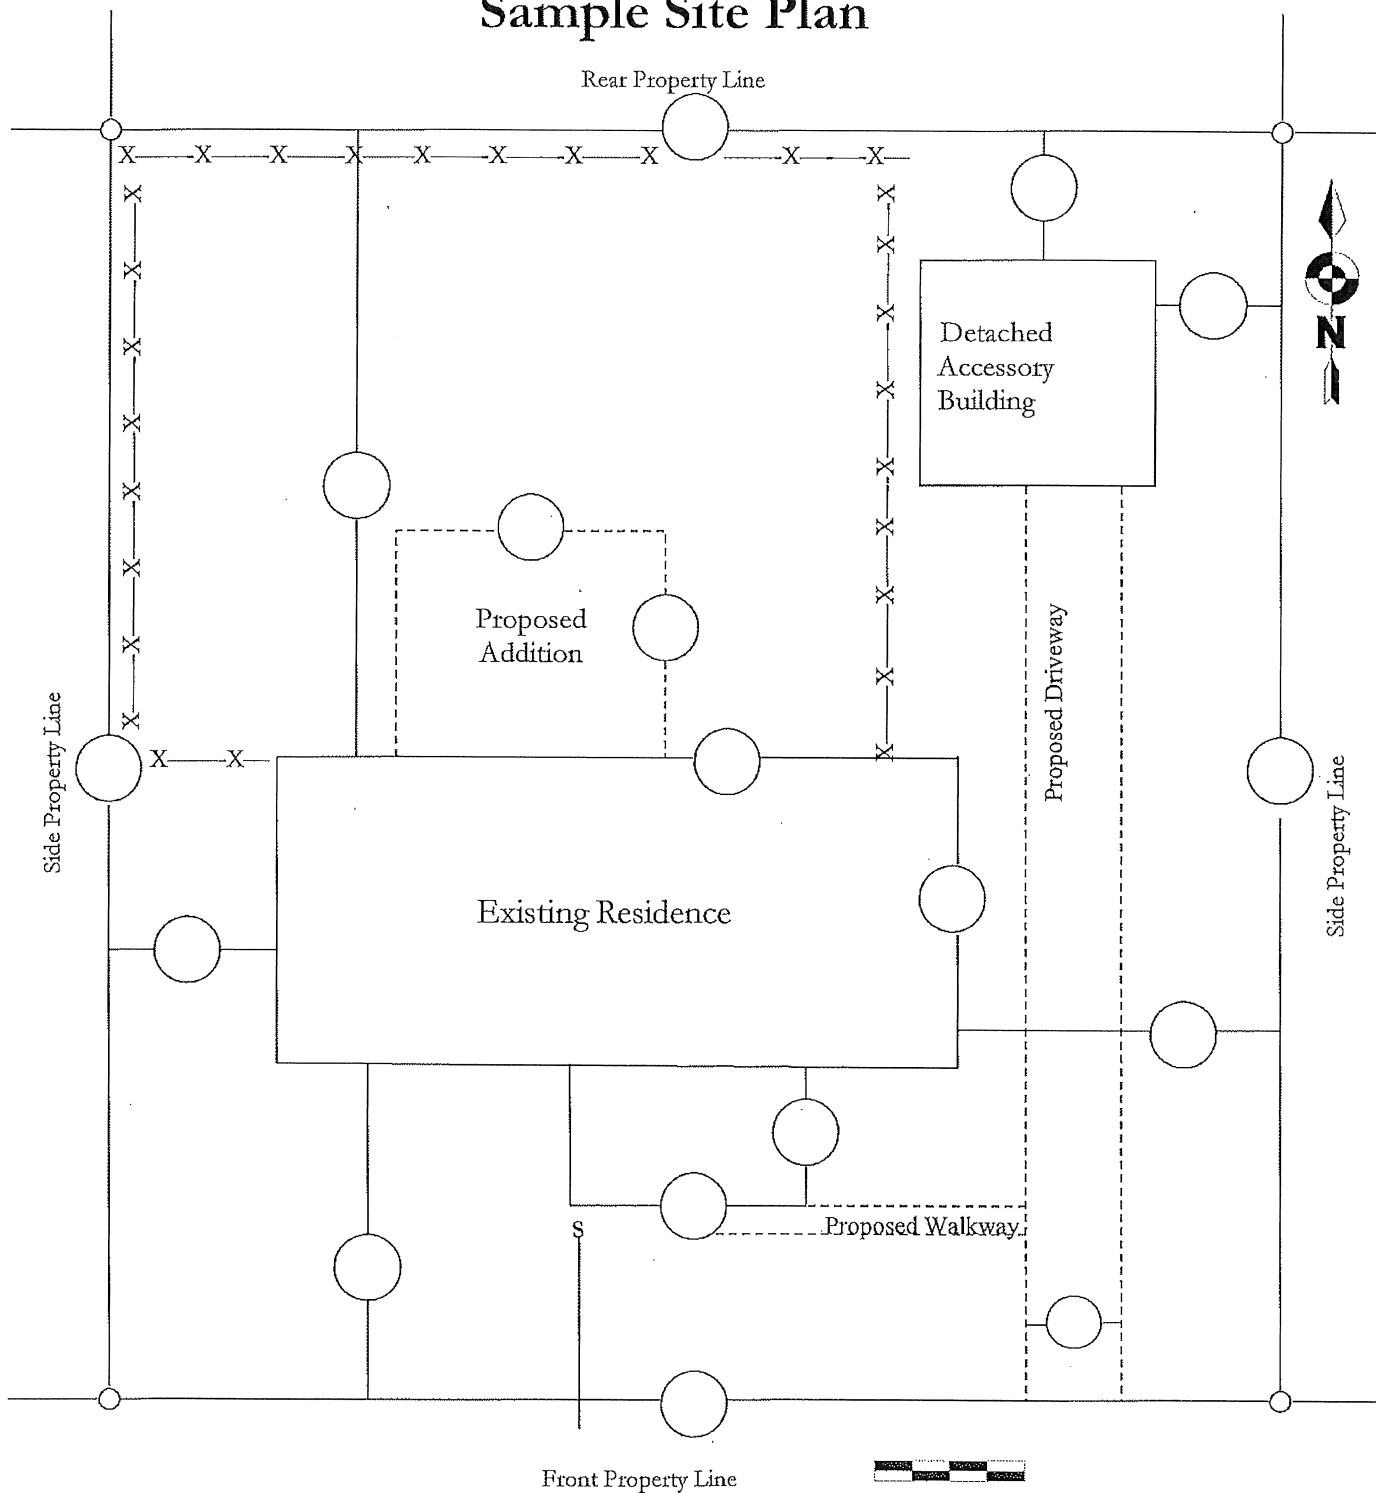 Sample Site Plan
Rear Property Line
X X X X X X X X X X
X
X
X
X
X
X
X
X
X X
X
X
X
X
X
X
X
X
X
N
Detached
Accessory
Building
Proposed
Addition
Proposed Driveway
Side Property Line
Side Property Line
Existing Residence
S
Proposed Walkway
Front Property Line